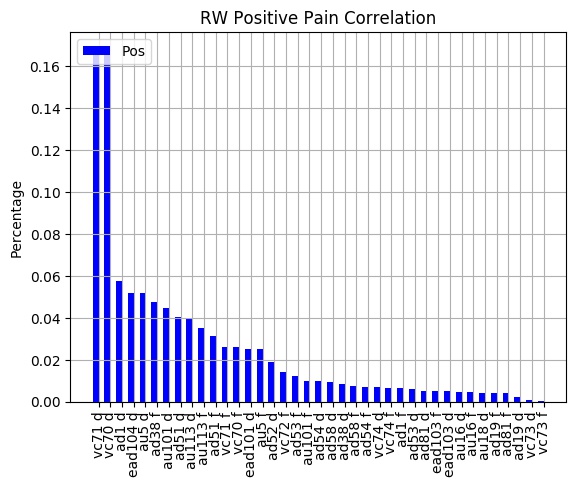 RW Positive Pain Correlation
Pos
Percentage
0.16
0.14
0.12
0.10
0.08
0.06
0.04
0.02
0.00
vc71 d
vc70 d
ad1 d
ead104 d
au5 d
ad38 f
au101 d
ad51 d
au113 d
au113 f
ad51 f
vc71 f
vc70 f
ead101 d
au5 f
ad52 d
vc72 f
ad53 f
au101 f
ad54 d
ad58 d
ad38 d
ad58 f
ad54 f
vc74 d
vc74 f
ad1 f
ad53 d
ad81 d
ead103 f
ead103 d
au16 d
au16 f
au18 d
ad19 f
ad81 f
ad19 d
vc73 d
vc73 f